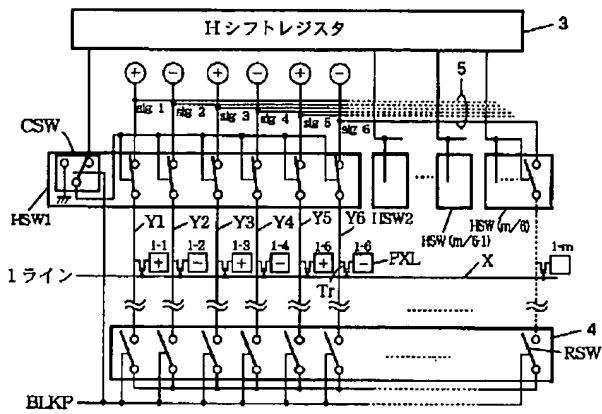 Hシフトレジスタ
3
+ − + − + −
5
sig 1 sig 2 sig 3 sig 4 sig 5 sig 6
CSW
HSW1
HSW2
HSW(m/6-1)
HSW(m/6)
Y1 Y2 Y3 Y4 Y5 Y6
1-1 1-2 1-3 1-4 1-5 1-6 1-m
+ − + − + −
PXL
X
1ライン
Tr
4
RSW
BLKP